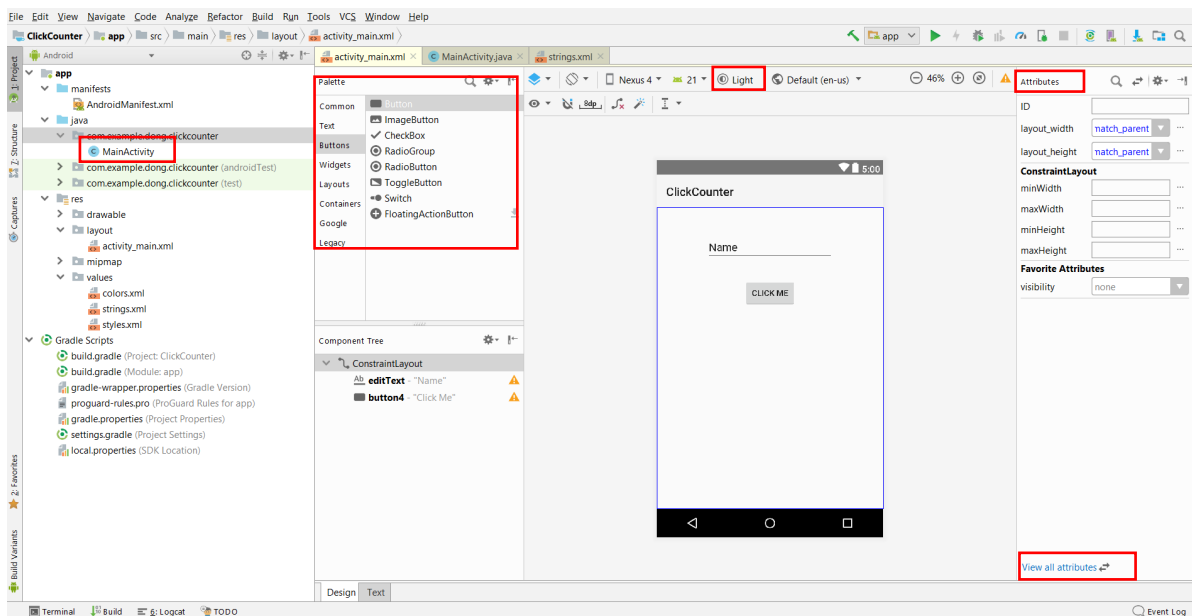 File Edit View Navigate Code Analyze Refactor Build Run Tools VCS Window Help
ClickCounter app src main res layout activity_main.xml app
1: Project
7: Structure
Captures
2: Favorites
Build Variants
Android
app
manifests
AndroidManifest.xml
java
com.example.dong.clickcounter
MainActivity
com.example.dong.clickcounter (androidTest)
com.example.dong.clickcounter (test)
res
drawable
layout
activity_main.xml
mipmap
values
colors.xml
strings.xml
styles.xml
Gradle Scripts
build.gradle (Project: ClickCounter)
build.gradle (Module: app)
gradle-wrapper.properties (Gradle Version)
proguard-rules.pro (ProGuard Rules for app)
gradle.properties (Project Properties)
settings.gradle (Project Settings)
local.properties (SDK Location)
activity_main.xml MainActivity.java strings.xml
Palette
Common
Text
Buttons
Widgets
Layouts
Containers
Google
Legacy
Button
ImageButton
CheckBox
RadioGroup
RadioButton
ToggleButton
Switch
FloatingActionButton
Component Tree
ConstraintLayout
Ab editText - "Name"
button4 - "Click Me"
Nexus 4 21 Light Default (en-us) 46%
8dp
5:00
ClickCounter
Name
CLICK ME
Attributes
ID
layout_width match_parent
layout_height match_parent
ConstraintLayout
minWidth
maxWidth
minHeight
maxHeight
Favorite Attributes
visibility none
View all attributes
Design Text
Terminal Build 6: Logcat TODO Event Log